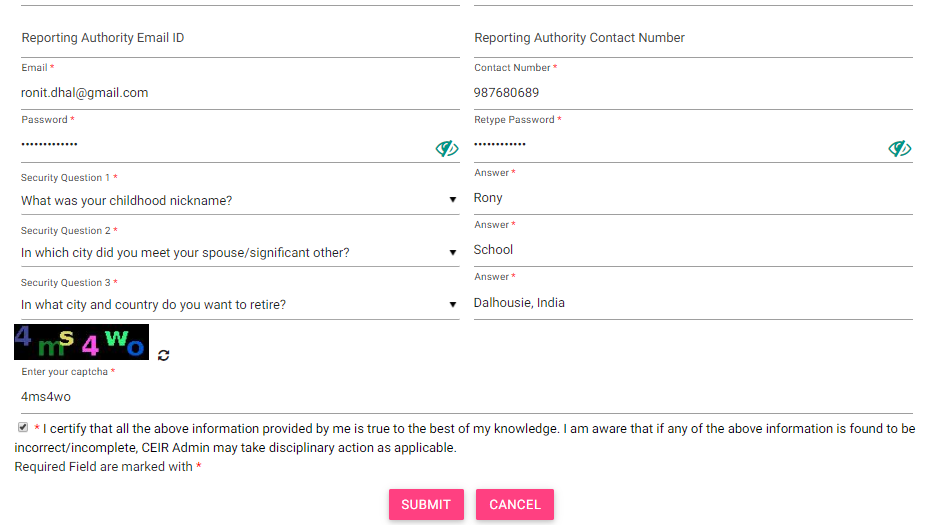 Reporting Authority Email ID
Reporting Authority Contact Number
Email *
Contact Number *
ronit.dhal@gmail.com
987680689
Password *
Retype Password *
•••••••••••••
••••••••••••
Security Question 1 *
Answer *
What was your childhood nickname?
Rony
Security Question 2 *
Answer *
In which city did you meet your spouse/significant other?
School
Security Question 3 *
Answer *
In what city and country do you want to retire?
Dalhousie, India
4ms4wo
Enter your captcha *
4ms4wo
* I certify that all the above information provided by me is true to the best of my knowledge. I am aware that if any of the above information is found to be
incorrect/incomplete, CEIR Admin may take disciplinary action as applicable.
Required Field are marked with *
SUBMIT
CANCEL